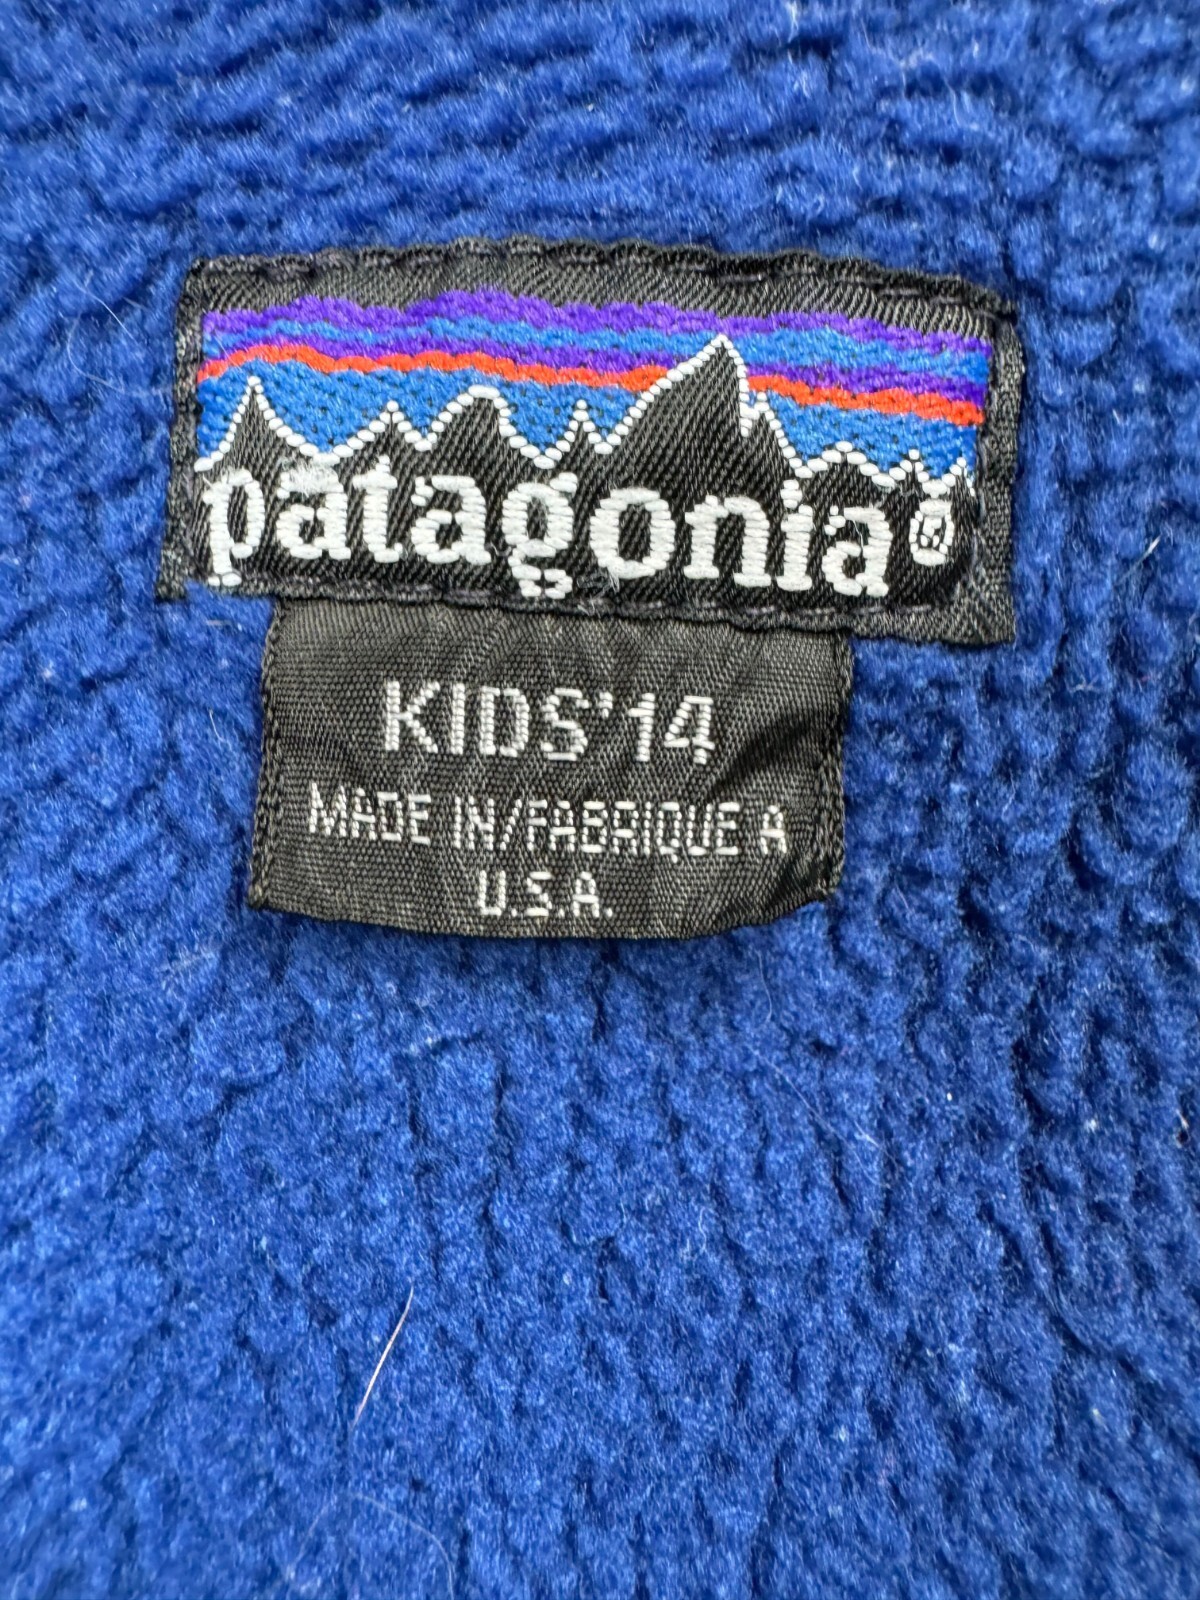 patagonia®
KIDS'14
MADE IN/FABRIQUE A
U.S.A.